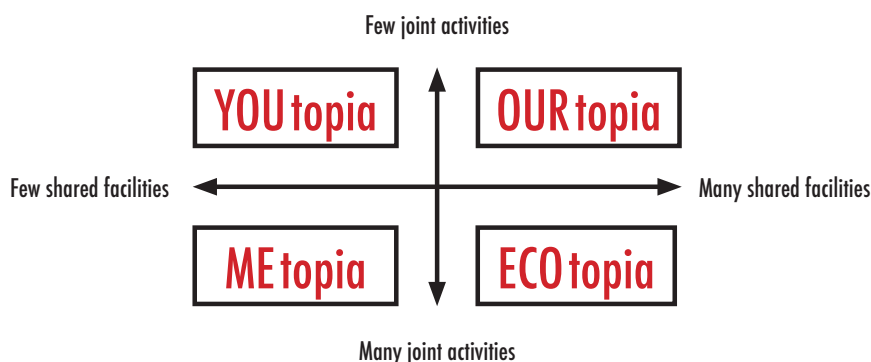 Few joint activities
YOU topia
OUR topia
Few shared facilities
Many shared facilities
ME topia
ECO topia
Many joint activities